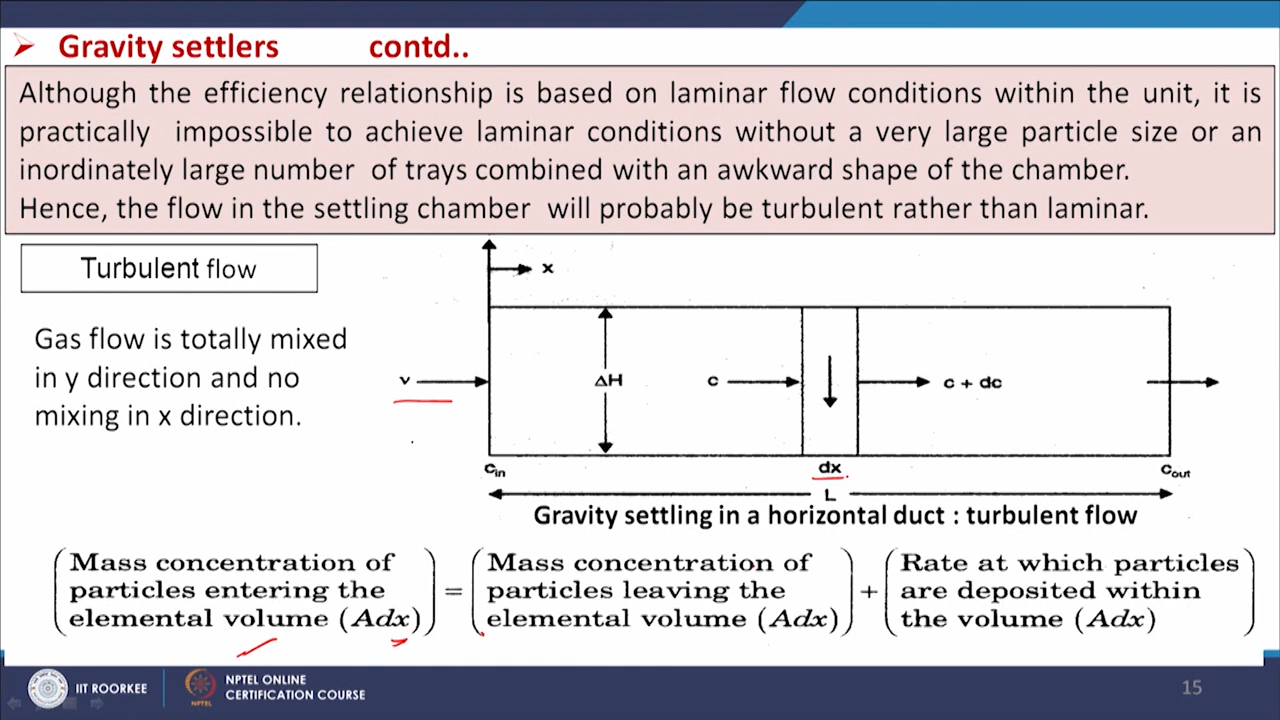 Gravity settlers contd..
Although the efficiency relationship is based on laminar flow conditions within the unit, it is
practically impossible to achieve laminar conditions without a very large particle size or an
inordinately large number of trays combined with an awkward shape of the chamber.
Hence, the flow in the settling chamber will probably be turbulent rather than laminar.
Turbulent flow
x
Gas flow is totally mixed
in y direction and no
mixing in x direction.
v
ΔH
c
c + dc
c_in
dx
c_out
L
Gravity settling in a horizontal duct : turbulent flow
(Mass concentration of
particles entering the
elemental volume (Adx))
=
(Mass concentration of
particles leaving the
elemental volume (Adx))
+
(Rate at which particles
are deposited within
the volume (Adx))
IIT ROORKEE
NPTEL
NPTEL ONLINE
CERTIFICATION COURSE
15